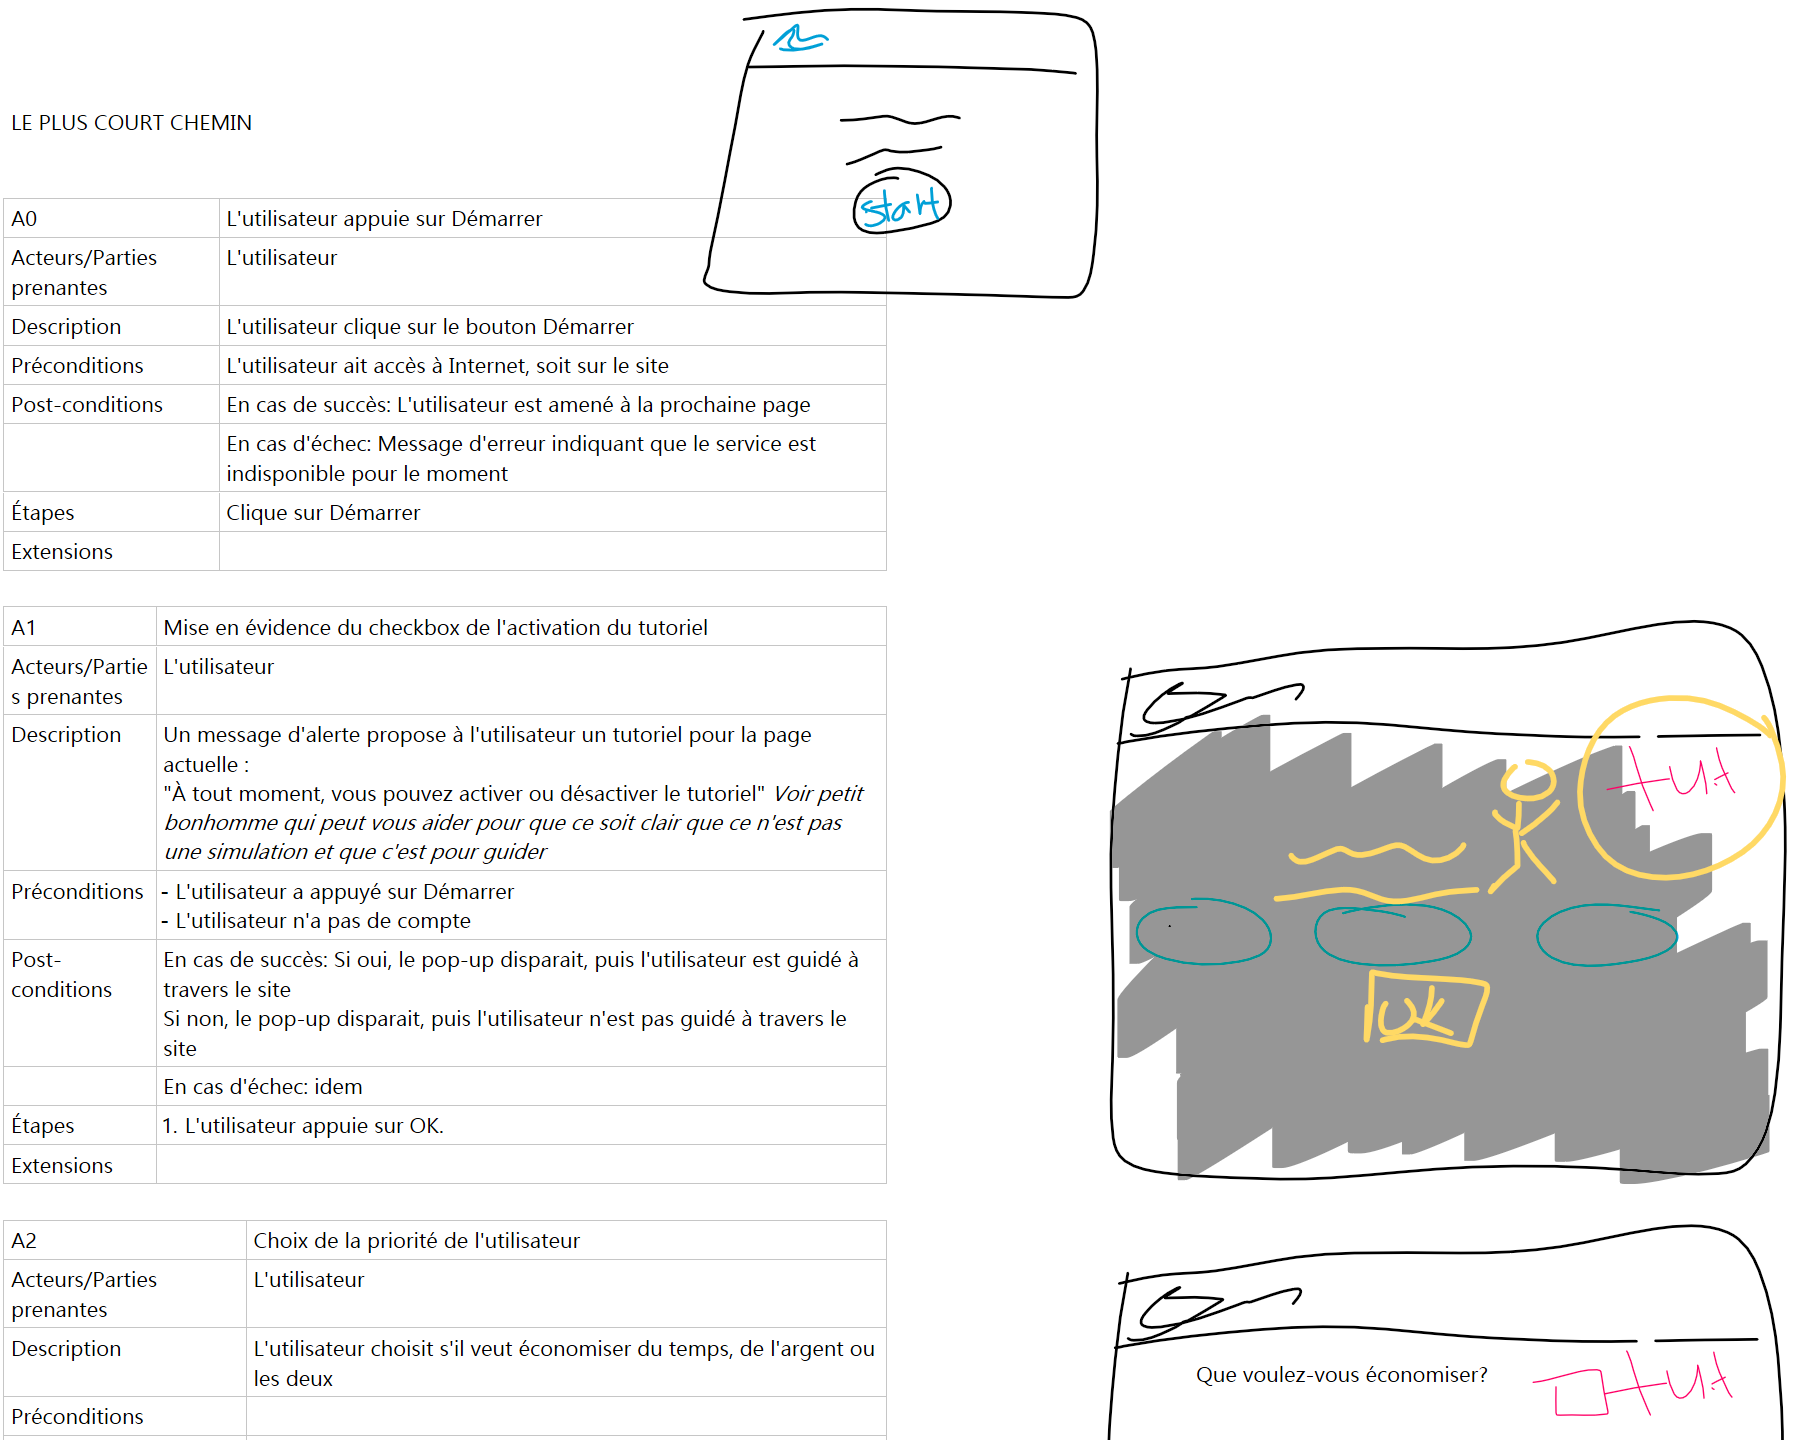 LE PLUS COURT CHEMIN
start
A0 L'utilisateur appuie sur Démarrer
Acteurs/Parties prenantes L'utilisateur
Description L'utilisateur clique sur le bouton Démarrer
Préconditions L'utilisateur ait accès à Internet, soit sur le site
Post-conditions En cas de succès: L'utilisateur est amené à la prochaine page
En cas d'échec: Message d'erreur indiquant que le service est
indisponible pour le moment
Étapes Clique sur Démarrer
Extensions
A1 Mise en évidence du checkbox de l'activation du tutoriel
Acteurs/Parties prenantes L'utilisateur
Description Un message d'alerte propose à l'utilisateur un tutoriel pour la page
actuelle :
"À tout moment, vous pouvez activer ou désactiver le tutoriel" Voir petit
bonhomme qui peut vous aider pour que ce soit clair que ce n'est pas
une simulation et que c'est pour guider
Préconditions - L'utilisateur a appuyé sur Démarrer
- L'utilisateur n'a pas de compte
Post-conditions En cas de succès: Si oui, le pop-up disparait, puis l'utilisateur est guidé à
travers le site
Si non, le pop-up disparait, puis l'utilisateur n'est pas guidé à travers le
site
En cas d'échec: idem
Étapes 1. L'utilisateur appuie sur OK.
Extensions
tut
OK
A2 Choix de la priorité de l'utilisateur
Acteurs/Parties prenantes L'utilisateur
Description L'utilisateur choisit s'il veut économiser du temps, de l'argent ou
les deux
Préconditions
Que voulez-vous économiser?
tut